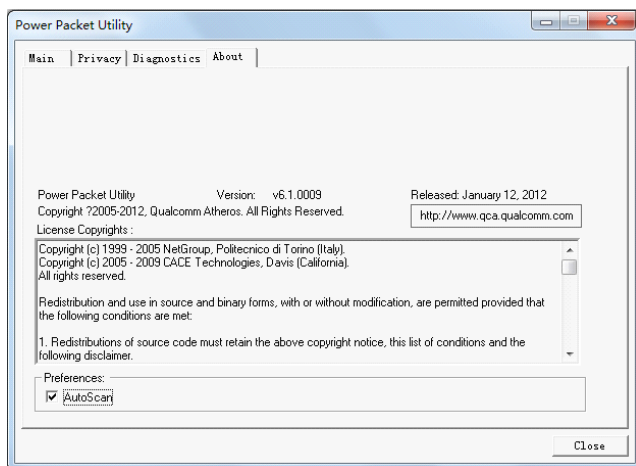 Power Packet Utility
Main Privacy Diagnostics About
Power Packet Utility Version: v6.1.0009 Released: January 12, 2012
Copyright ?2005-2012, Qualcomm Atheros. All Rights Reserved.
http://www.qca.qualcomm.com
License Copyrights :
Copyright (c) 1999 - 2005 NetGroup, Politecnico di Torino (Italy).
Copyright (c) 2005 - 2009 CACE Technologies, Davis (California).
All rights reserved.
Redistribution and use in source and binary forms, with or without modification, are permitted provided that
the following conditions are met:
1. Redistributions of source code must retain the above copyright notice, this list of conditions and the
following disclaimer.
Preferences:
AutoScan
Close